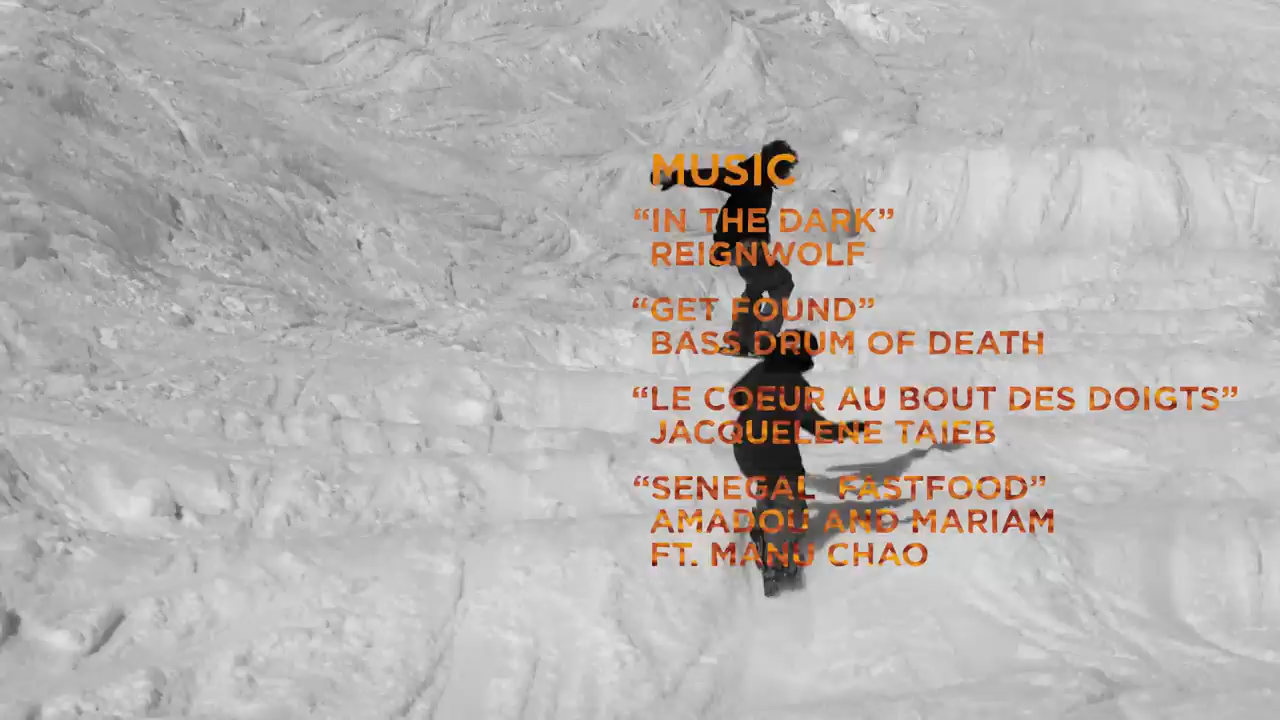 MUSIC
“IN THE DARK”
REIGNWOLF
“GET FOUND”
BASS DRUM OF DEATH
“LE COEUR AU BOUT DES DOIGTS”
JACQUELENE TAIEB
“SENEGAL FASTFOOD”
AMADOU AND MARIAM
FT. MANU CHAO